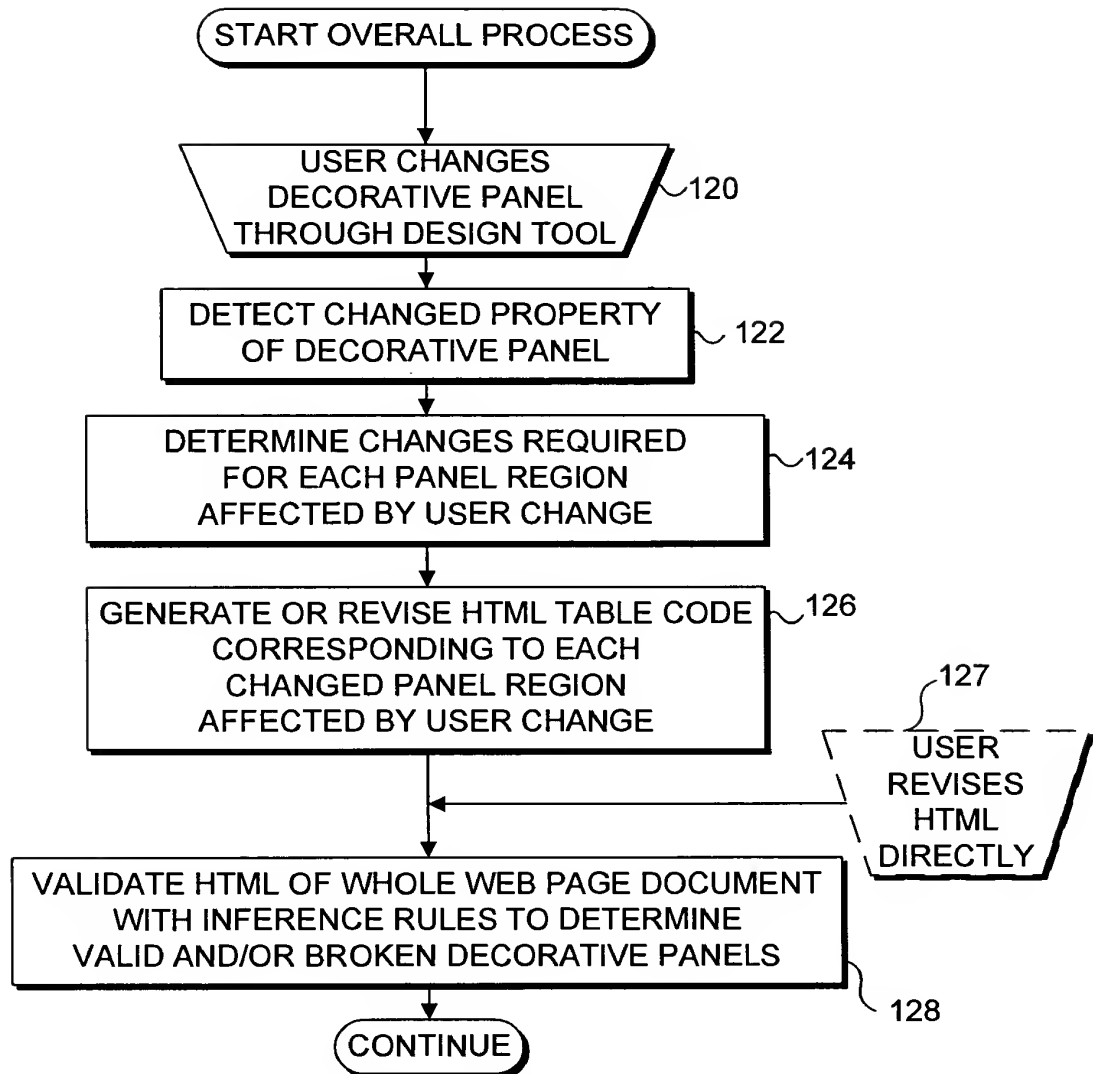 START OVERALL PROCESS
USER CHANGES
DECORATIVE PANEL
THROUGH DESIGN TOOL
120
DETECT CHANGED PROPERTY
OF DECORATIVE PANEL
122
DETERMINE CHANGES REQUIRED
FOR EACH PANEL REGION
AFFECTED BY USER CHANGE
124
GENERATE OR REVISE HTML TABLE CODE
CORRESPONDING TO EACH
CHANGED PANEL REGION
AFFECTED BY USER CHANGE
126
127
USER
REVISES
HTML
DIRECTLY
VALIDATE HTML OF WHOLE WEB PAGE DOCUMENT
WITH INFERENCE RULES TO DETERMINE
VALID AND/OR BROKEN DECORATIVE PANELS
128
CONTINUE